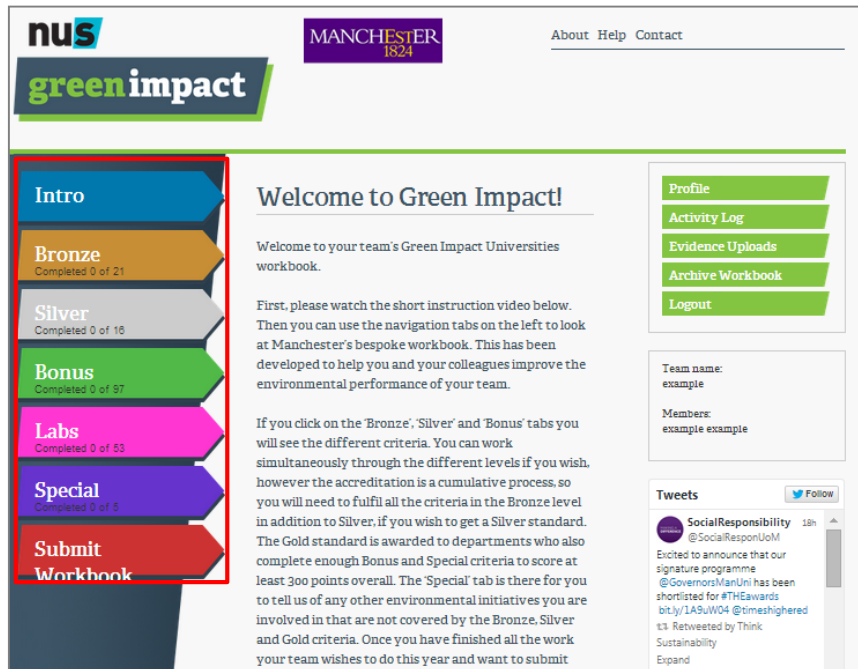 nus
MANCHESTER
1824
About Help Contact
greenimpact
Intro
Bronze
Completed 0 of 21
Silver
Completed 0 of 16
Bonus
Completed 0 of 97
Labs
Completed 0 of 53
Special
Completed 0 of 5
Submit
Workbook
Welcome to Green Impact!
Welcome to your team's Green Impact Universities
workbook.
First, please watch the short instruction video below.
Then you can use the navigation tabs on the left to look
at Manchester's bespoke workbook. This has been
developed to help you and your colleagues improve the
environmental performance of your team.
If you click on the 'Bronze', 'Silver' and 'Bonus' tabs you
will see the different criteria. You can work
simultaneously through the different levels if you wish,
however the accreditation is a cumulative process, so
you will need to fulfil all the criteria in the Bronze level
in addition to Silver, if you wish to get a Silver standard.
The Gold standard is awarded to departments who also
complete enough Bonus and Special criteria to score at
least 300 points overall. The 'Special' tab is there for you
to tell us of any other environmental initiatives you are
involved in that are not covered by the Bronze, Silver
and Gold criteria. Once you have finished all the work
your team wishes to do this year and want to submit
Profile
Activity Log
Evidence Uploads
Archive Workbook
Logout
Team name:
example
Members:
example example
Tweets
Follow
SocialResponsibility 18h
@SocialResponUoM
Excited to announce that our
signature programme
@GovernorsManUni has been
shortlisted for #THEawards
bit.ly/1A9uW04 @timeshighered
Retweeted by Think
Sustainability
Expand